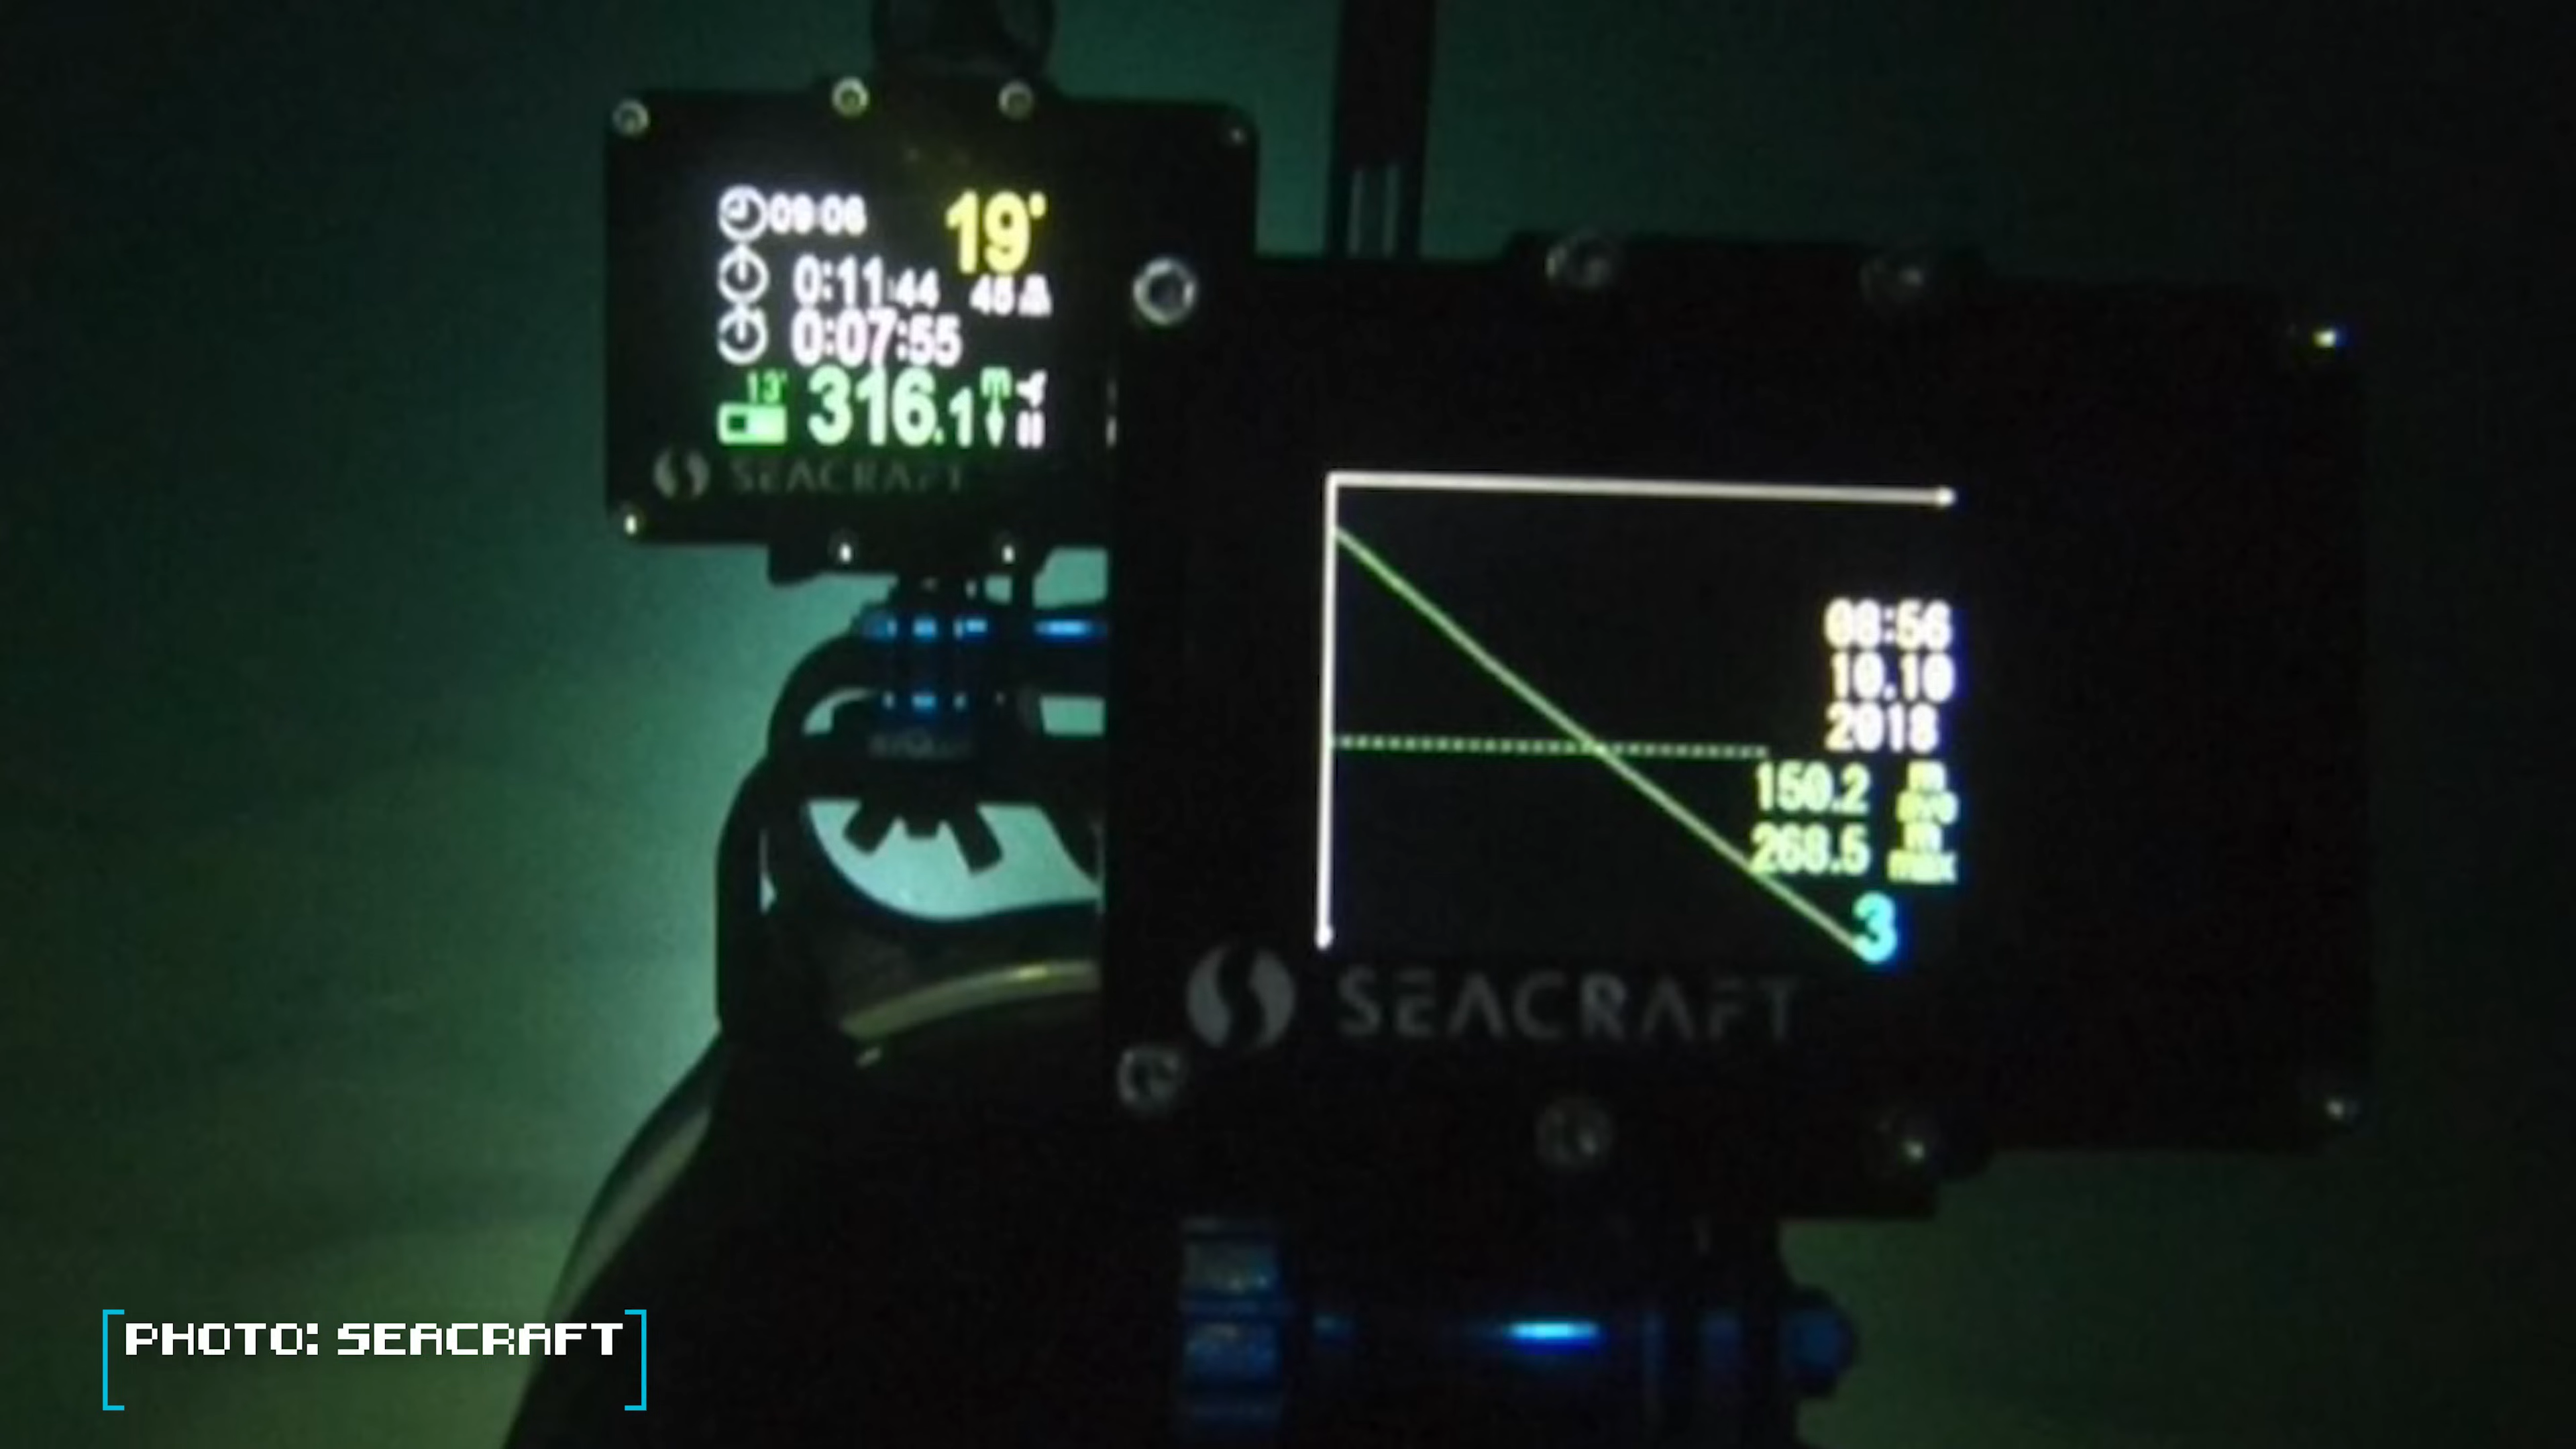 09:06
19'
0:11:44 45
0:07:55
13' 316.1 m
SEACRAFT
08:56
10.10
2018
150.2 m ave
268.5 m max
3
SEACRAFT
PHOTO: SEACRAFT